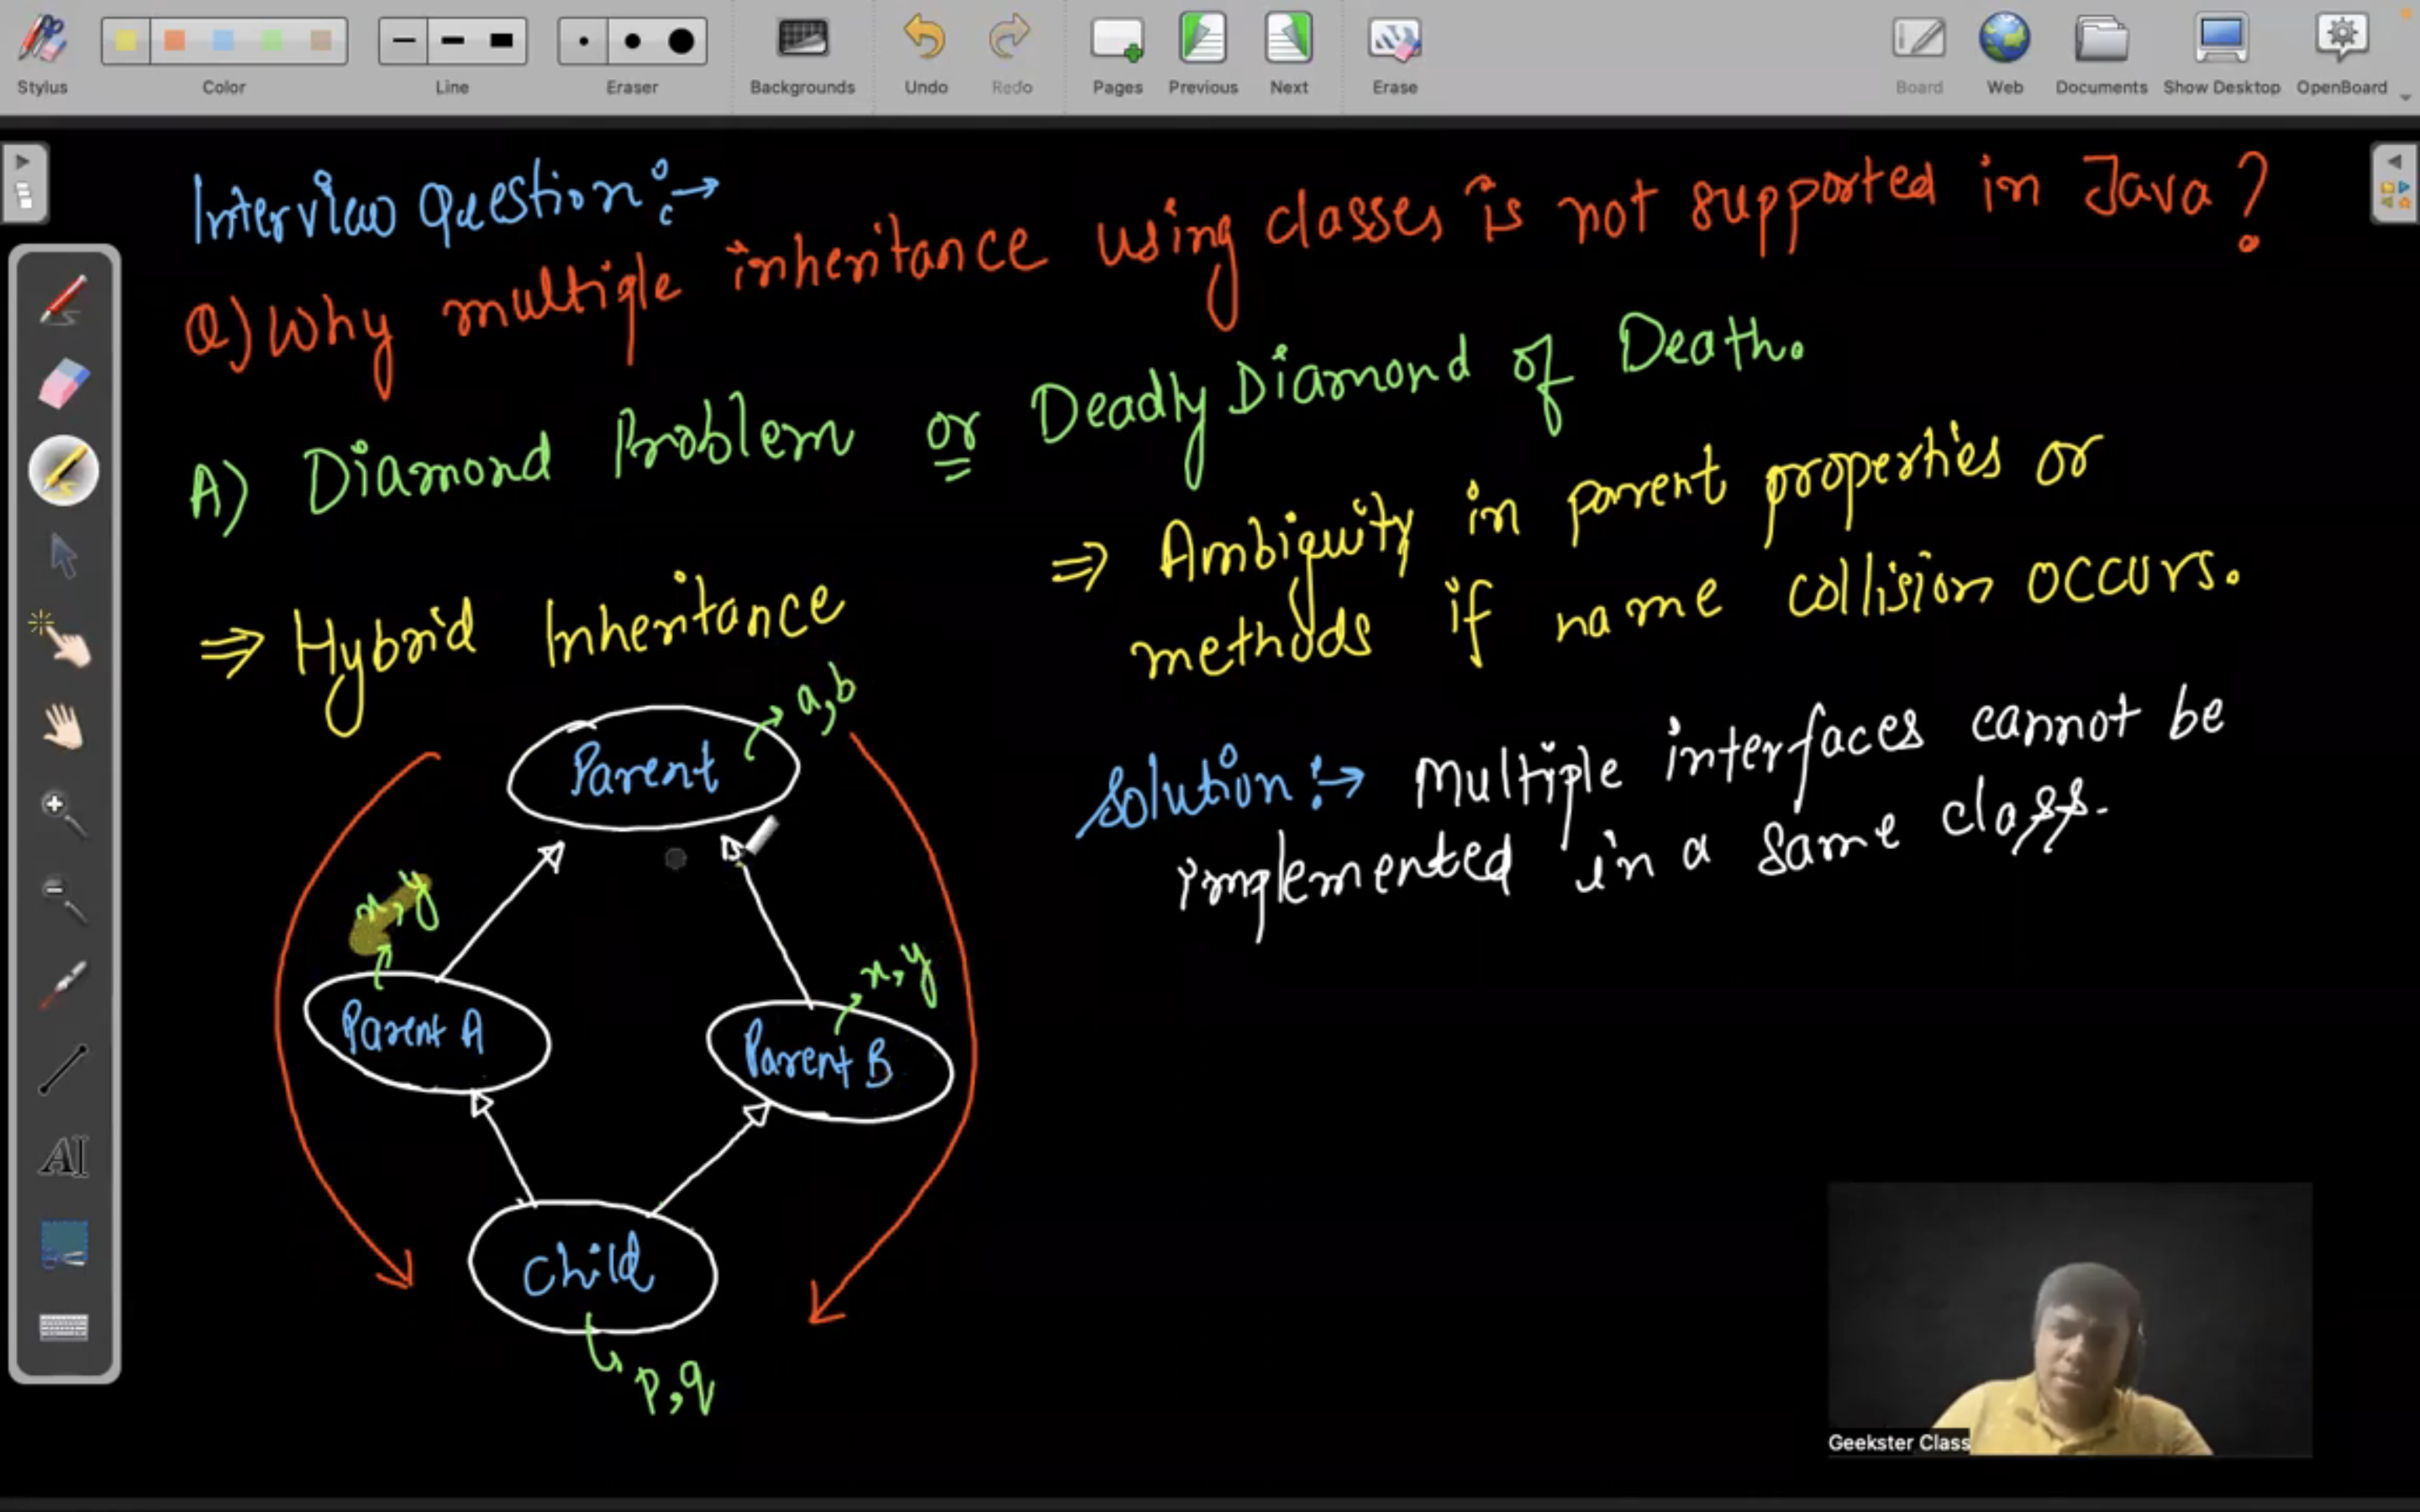 Stylus
Color
Line
Eraser
Backgrounds
Undo
Redo
Pages
Previous
Next
Erase
Board
Web
Documents
Show Desktop
OpenBoard
Interview Question :→
Q) Why multiple inheritance using classes is not supported in Java?
A) Diamond Problem or Deadly Diamond of Death.
⇒ Hybrid Inheritance
⇒ Ambiguity in parent properties or
methods if name collision occurs.
Solution :→ Multiple interfaces cannot be
implemented in a same class.
Parent
a,b
x,y
Parent A
x,y
Parent B
Child
p,q
AI
Geekster Class